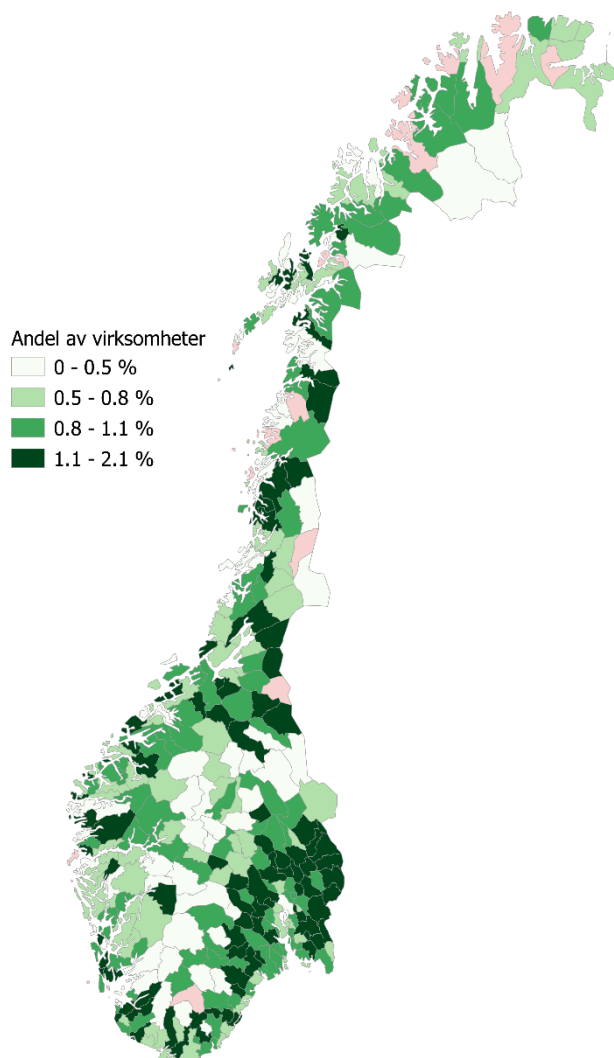 Andel av virksomheter
0 - 0.5 %
0.5 - 0.8 %
0.8 - 1.1 %
1.1 - 2.1 %